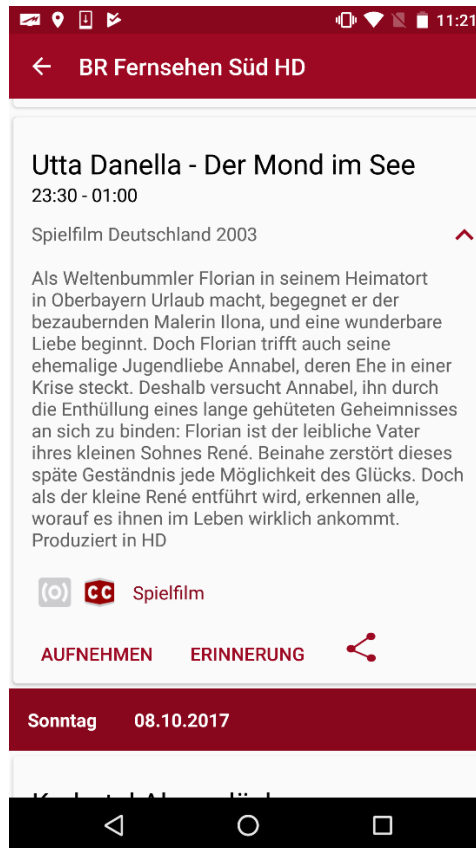 11:21
BR Fernsehen Süd HD
Utta Danella - Der Mond im See
23:30 - 01:00
Spielfilm Deutschland 2003
Als Weltenbummler Florian in seinem Heimatort
in Oberbayern Urlaub macht, begegnet er der
bezaubernden Malerin Ilona, und eine wunderbare
Liebe beginnt. Doch Florian trifft auch seine
ehemalige Jugendliebe Annabel, deren Ehe in einer
Krise steckt. Deshalb versucht Annabel, ihn durch
die Enthüllung eines lange gehüteten Geheimnisses
an sich zu binden: Florian ist der leibliche Vater
ihres kleinen Sohnes René. Beinahe zerstört dieses
späte Geständnis jede Möglichkeit des Glücks. Doch
als der kleine René entführt wird, erkennen alle,
worauf es ihnen im Leben wirklich ankommt.
Produziert in HD
CC Spielfilm
AUFNEHMEN ERINNERUNG
Sonntag 08.10.2017